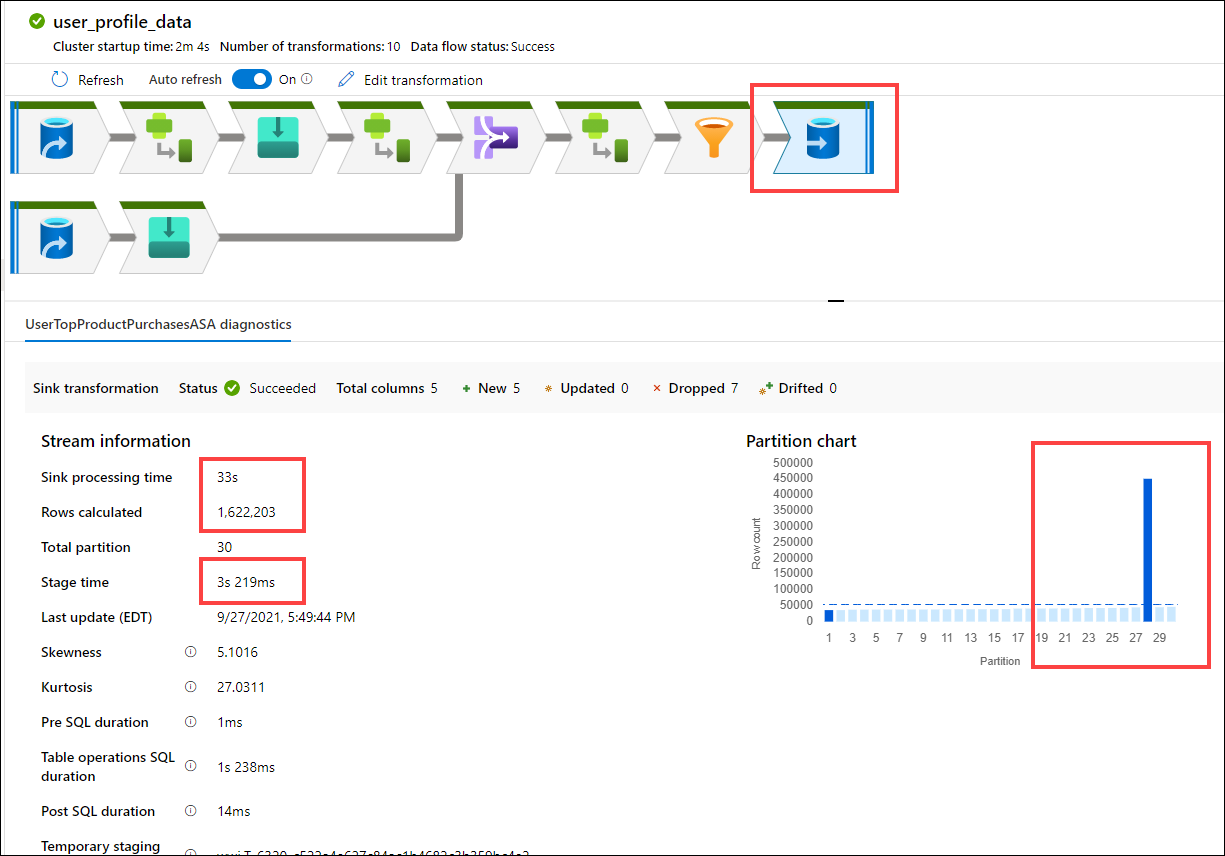 user_profile_data
Cluster startup time: 2m 4s Number of transformations: 10 Data flow status: Success
Refresh Auto refresh On Edit transformation
UserTopProductPurchasesASA diagnostics
Sink transformation Status Succeeded Total columns 5 + New 5 * Updated 0 × Dropped 7 Drifted 0
Stream information
Sink processing time 33s
Rows calculated 1,622,203
Total partition 30
Stage time 3s 219ms
Last update (EDT) 9/27/2021, 5:49:44 PM
Skewness 5.1016
Kurtosis 27.0311
Pre SQL duration 1ms
Table operations SQL
duration 1s 238ms
Post SQL duration 14ms
Temporary staging
Partition chart
500000
450000
400000
350000
300000
250000
200000
150000
100000
50000
0
Row count
1 3 5 7 9 11 13 15 17 19 21 23 25 27 29
Partition